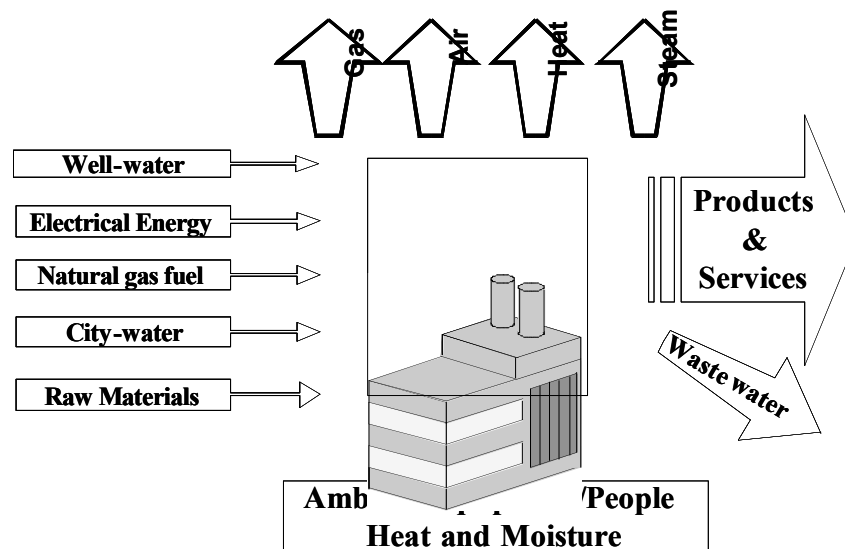 Gas
Air
Heat
Steam
Well-water
Electrical Energy
Natural gas fuel
City-water
Raw Materials
Products
&
Services
Waste water
/People
Heat and Moisture